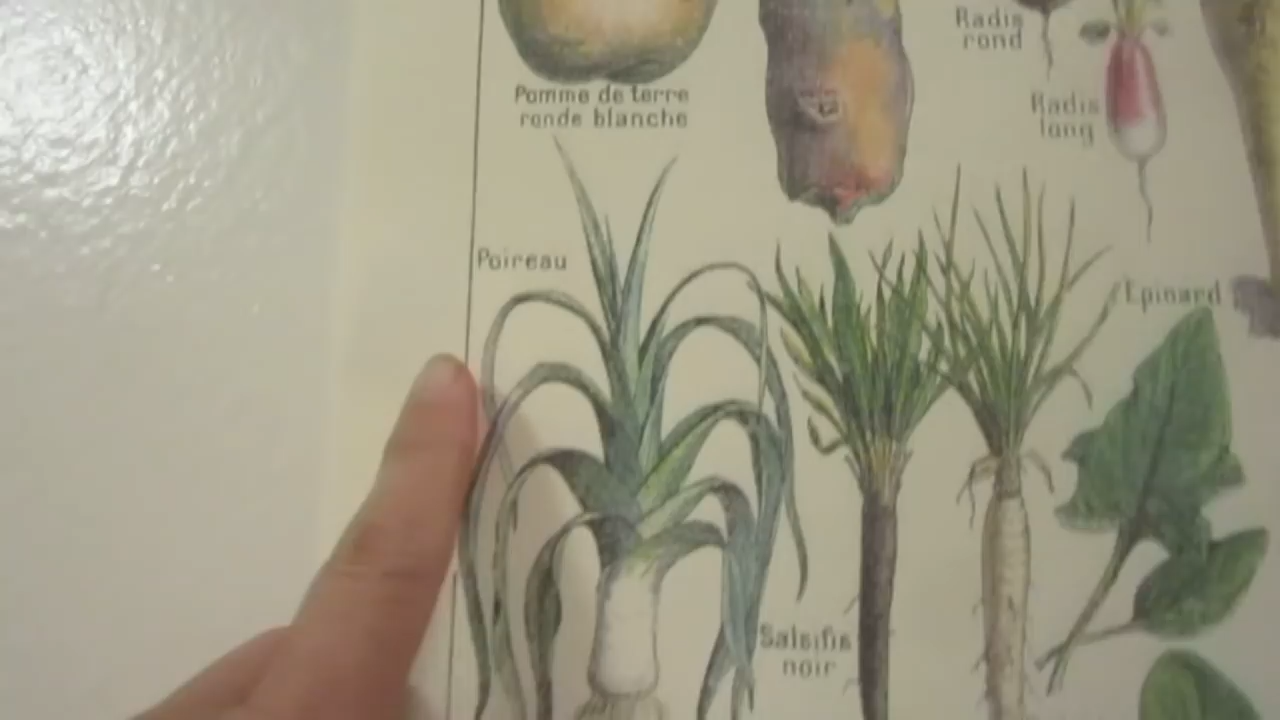 Radis
rond
Pomme de terre
ronde blanche
Radis
long
Poireau
Epinard
Salsifis
noir